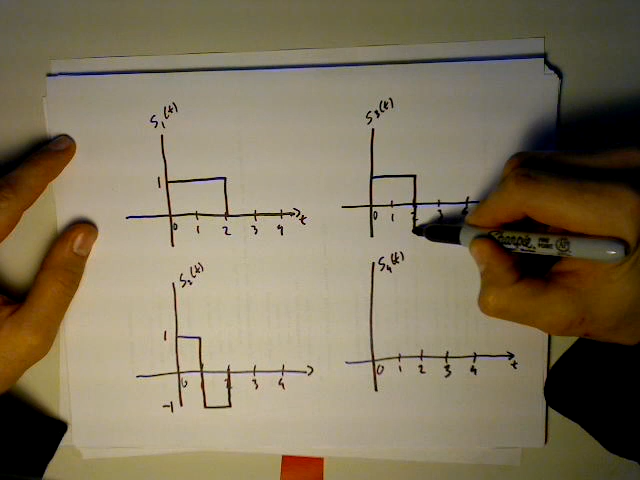 S₁(t)
1
0 1 2 3 4 t
S₃(t)
0 1 2 3
Sharpie
S₂(t)
1
0 2 3 4
-1
S₄(t)
0 1 2 3 4 t